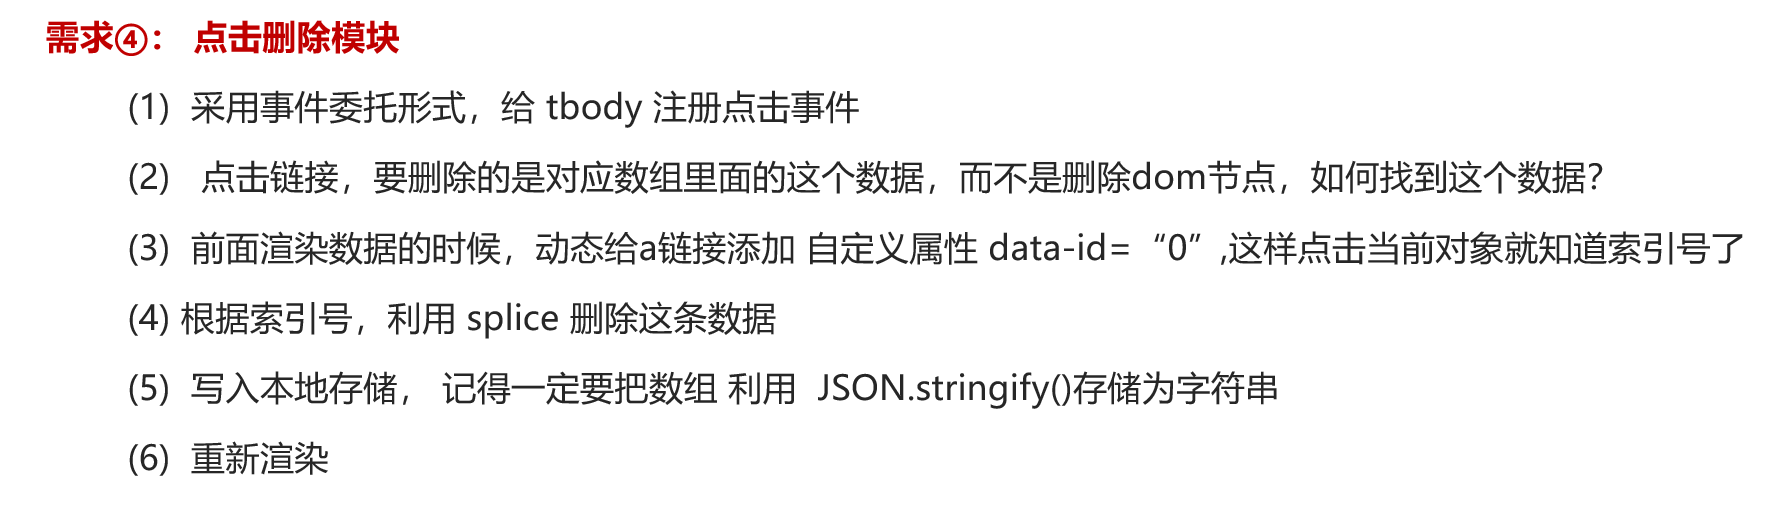 需求④： 点击删除模块
(1) 采用事件委托形式，给 tbody 注册点击事件
(2) 点击链接，要删除的是对应数组里面的这个数据，而不是删除dom节点，如何找到这个数据？
(3) 前面渲染数据的时候，动态给a链接添加 自定义属性 data-id= “0”,这样点击当前对象就知道索引号了
(4) 根据索引号，利用 splice 删除这条数据
(5) 写入本地存储， 记得一定要把数组 利用 JSON.stringify()存储为字符串
(6) 重新渲染